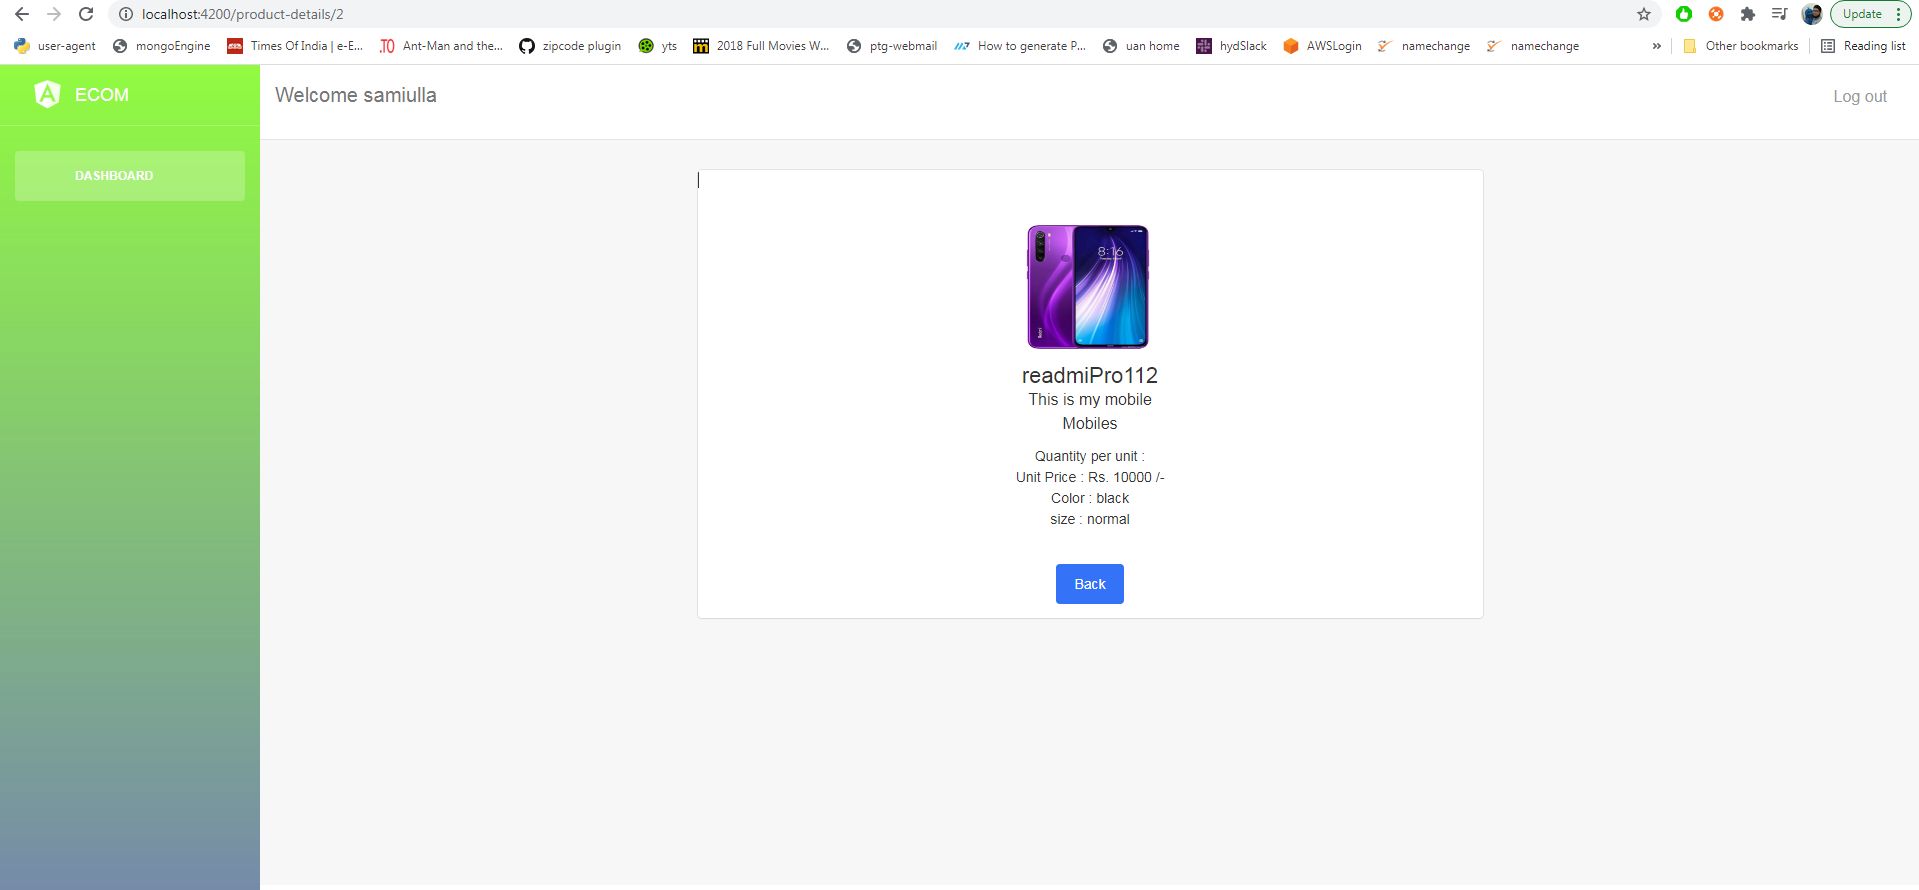 localhost:4200/product-details/2
Update
user-agent
mongoEngine
Times Of India | e-E...
Ant-Man and the...
zipcode plugin
yts
2018 Full Movies W...
ptg-webmail
How to generate P...
uan home
hydSlack
AWSLogin
namechange
namechange
»
Other bookmarks
Reading list
ECOM
Welcome samiulla
Log out
DASHBOARD
8:16
readmiPro112
This is my mobile
Mobiles
Quantity per unit :
Unit Price : Rs. 10000 /-
Color : black
size : normal
Back